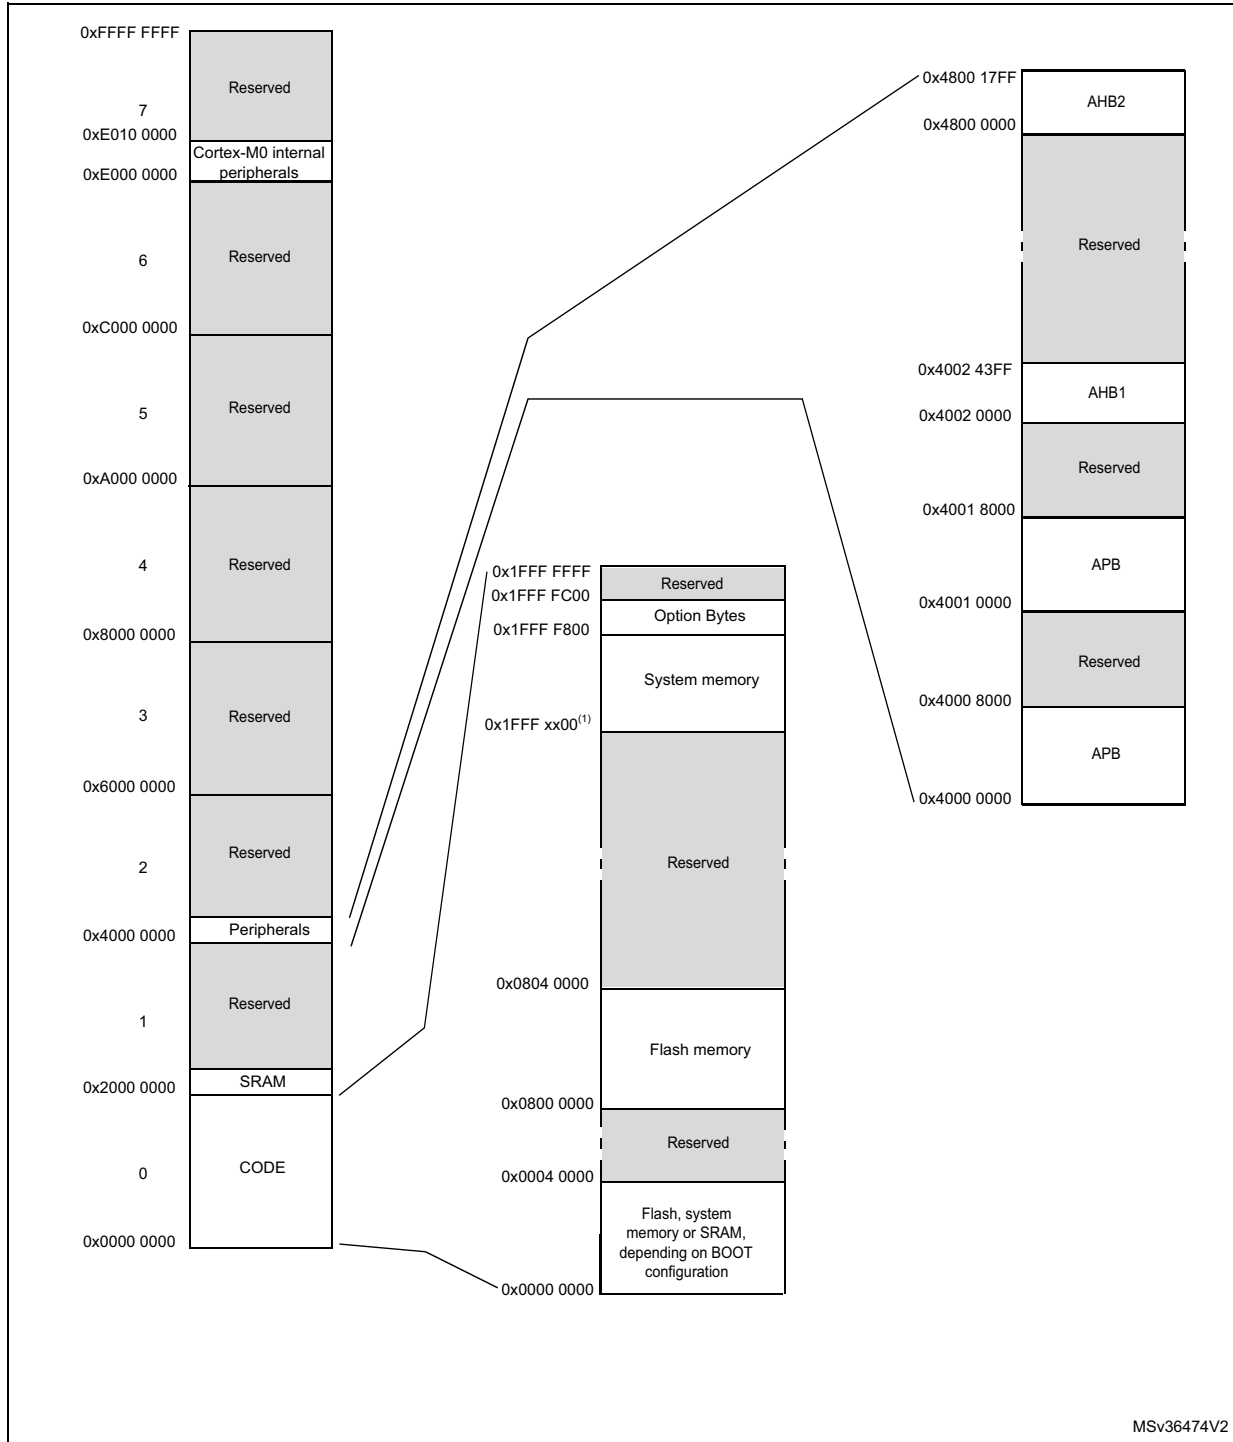 0xFFFF FFFF
Reserved
7
0xE010 0000
Cortex-M0 internal
peripherals
0xE000 0000
Reserved
6
0xC000 0000
Reserved
5
0xA000 0000
Reserved
4
0x8000 0000
Reserved
3
0x6000 0000
Reserved
2
Peripherals
0x4000 0000
Reserved
1
SRAM
0x2000 0000
CODE
0
0x0000 0000
0x1FFF FFFF
Reserved
0x1FFF FC00
Option Bytes
0x1FFF F800
System memory
0x1FFF xx00(1)
Reserved
0x0804 0000
Flash memory
0x0800 0000
Reserved
0x0004 0000
Flash, system
memory or SRAM,
depending on BOOT
configuration
0x0000 0000
0x4800 17FF
AHB2
0x4800 0000
Reserved
0x4002 43FF
AHB1
0x4002 0000
Reserved
0x4001 8000
APB
0x4001 0000
Reserved
0x4000 8000
APB
0x4000 0000
MSv36474V2